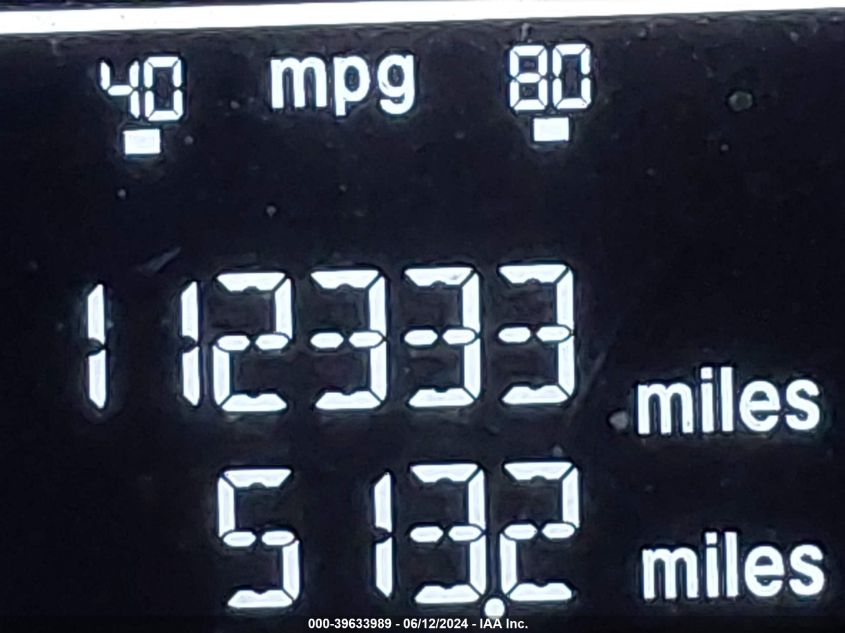 40 mpg 80
112333 miles
513.2 miles
000-39633989 - 06/12/2024 - IAA Inc.